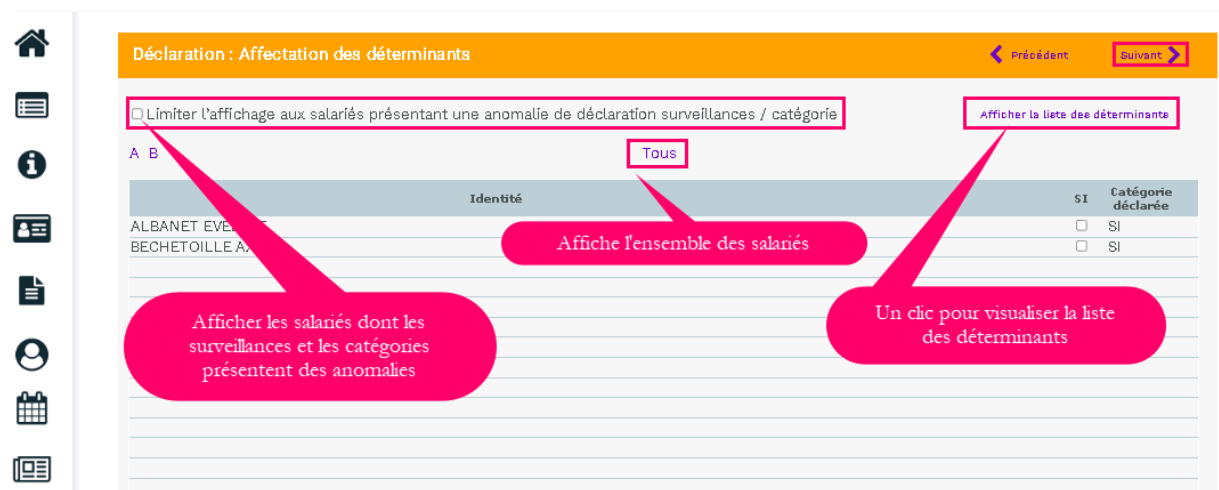 Déclaration : Affectation des déterminants
Précédent
Suivant
Limiter l'affichage aux salariés présentant une anomalie de déclaration surveillances / catégorie
Afficher la liste des déterminants
A B
Tous
Identité
SI
Catégorie
déclarée
ALBANET
SI
BECHETOILLE
SI
Affiche l'ensemble des salariés
Un clic pour visualiser la liste
des déterminants
Afficher les salariés dont les
surveillances et les catégories
présentent des anomalies